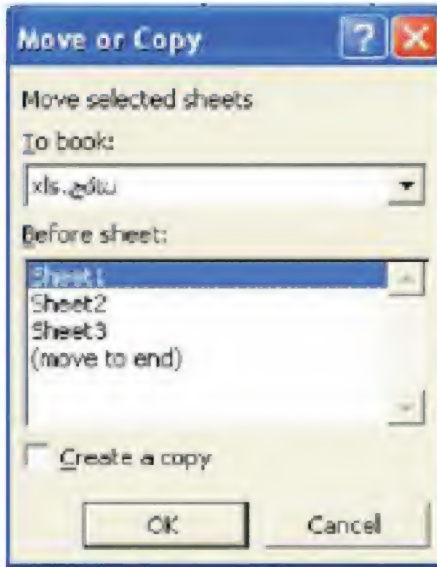 Move or Copy
Move selected sheets
To book:
نتائج.xls
Before sheet:
Sheet1
Sheet2
Sheet3
(move to end)
Create a copy
OK
Cancel